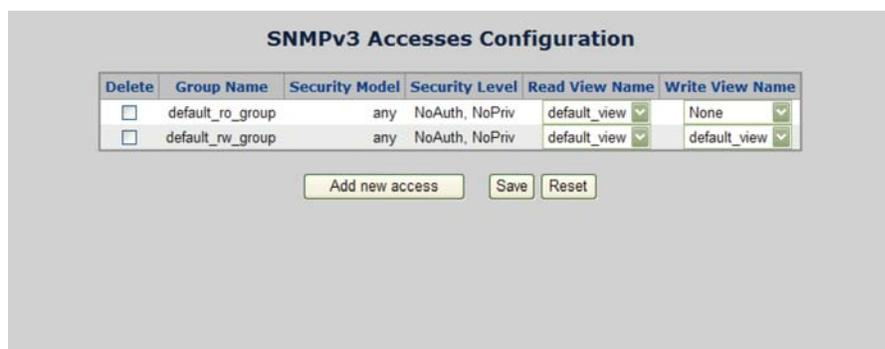 SNMPv3 Accesses Configuration
Delete Group Name Security Model Security Level Read View Name Write View Name
default_ro_group any NoAuth, NoPriv default_view None
default_rw_group any NoAuth, NoPriv default_view default_view
Add new access Save Reset